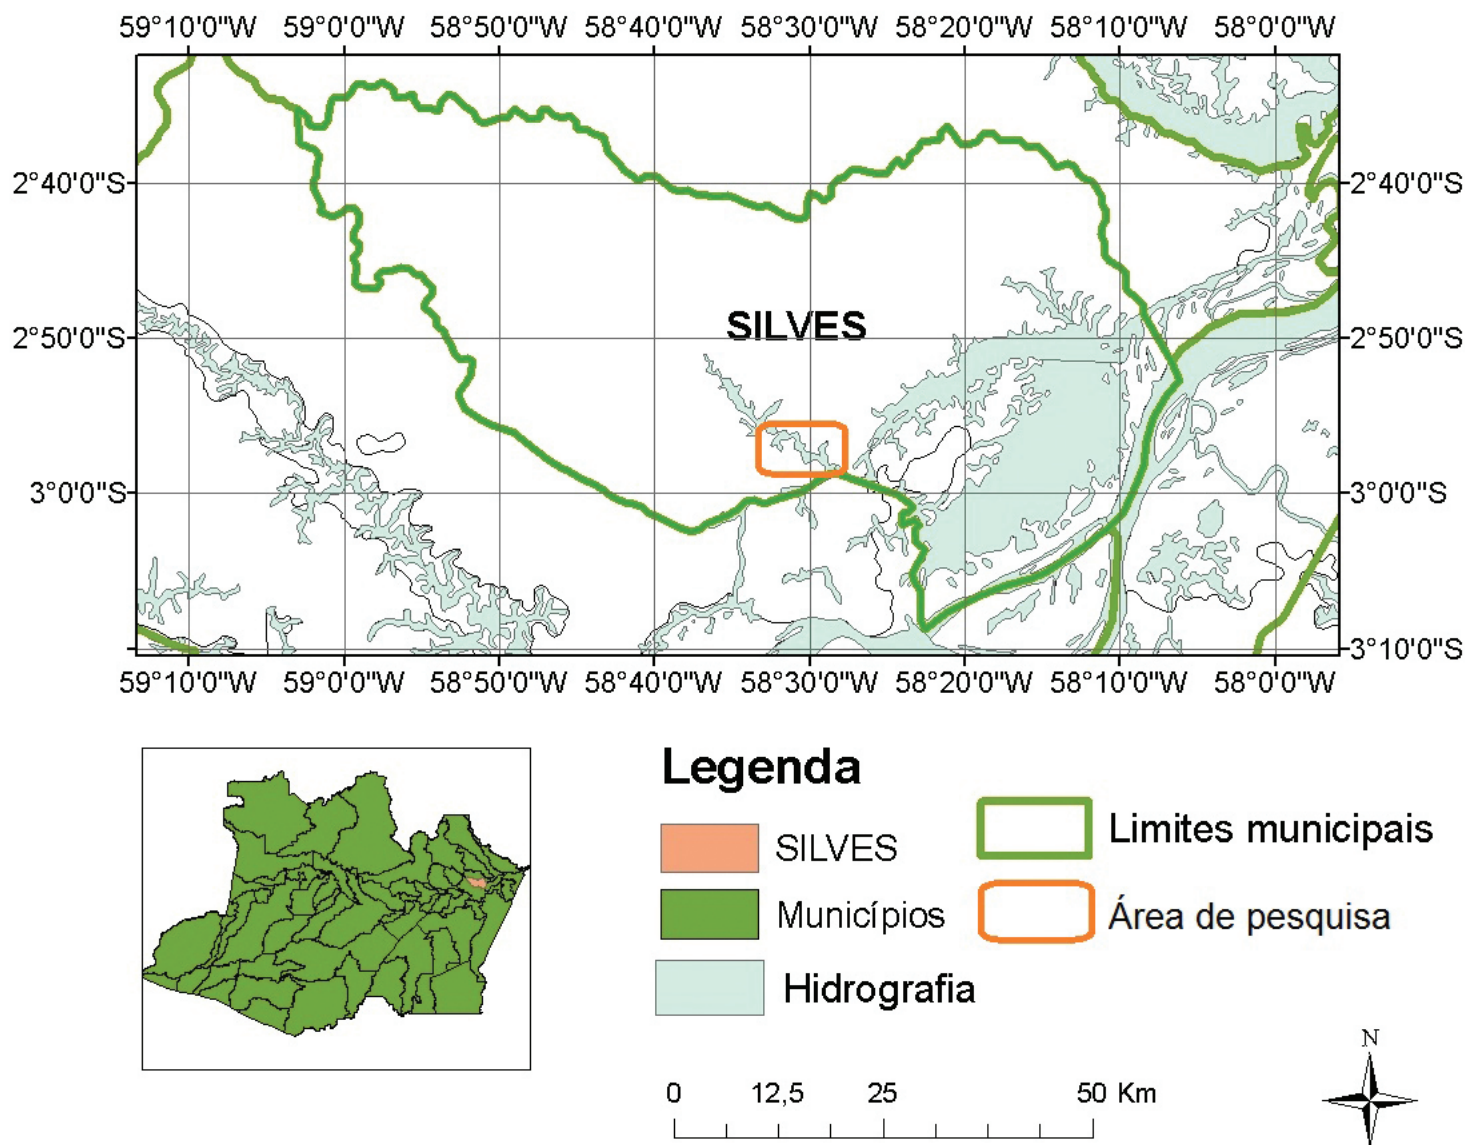 59°10'0"W 59°0'0"W 58°50'0"W 58°40'0"W 58°30'0"W 58°20'0"W 58°10'0"W 58°0'0"W
2°40'0"S 2°40'0"S
SILVES
2°50'0"S 2°50'0"S
3°0'0"S 3°0'0"S
3°10'0"S
59°10'0"W 59°0'0"W 58°50'0"W 58°40'0"W 58°30'0"W 58°20'0"W 58°10'0"W 58°0'0"W
Legenda
SILVES
Municípios
Hidrografia
Limites municipais
Área de pesquisa
0 12,5 25 50 Km
N